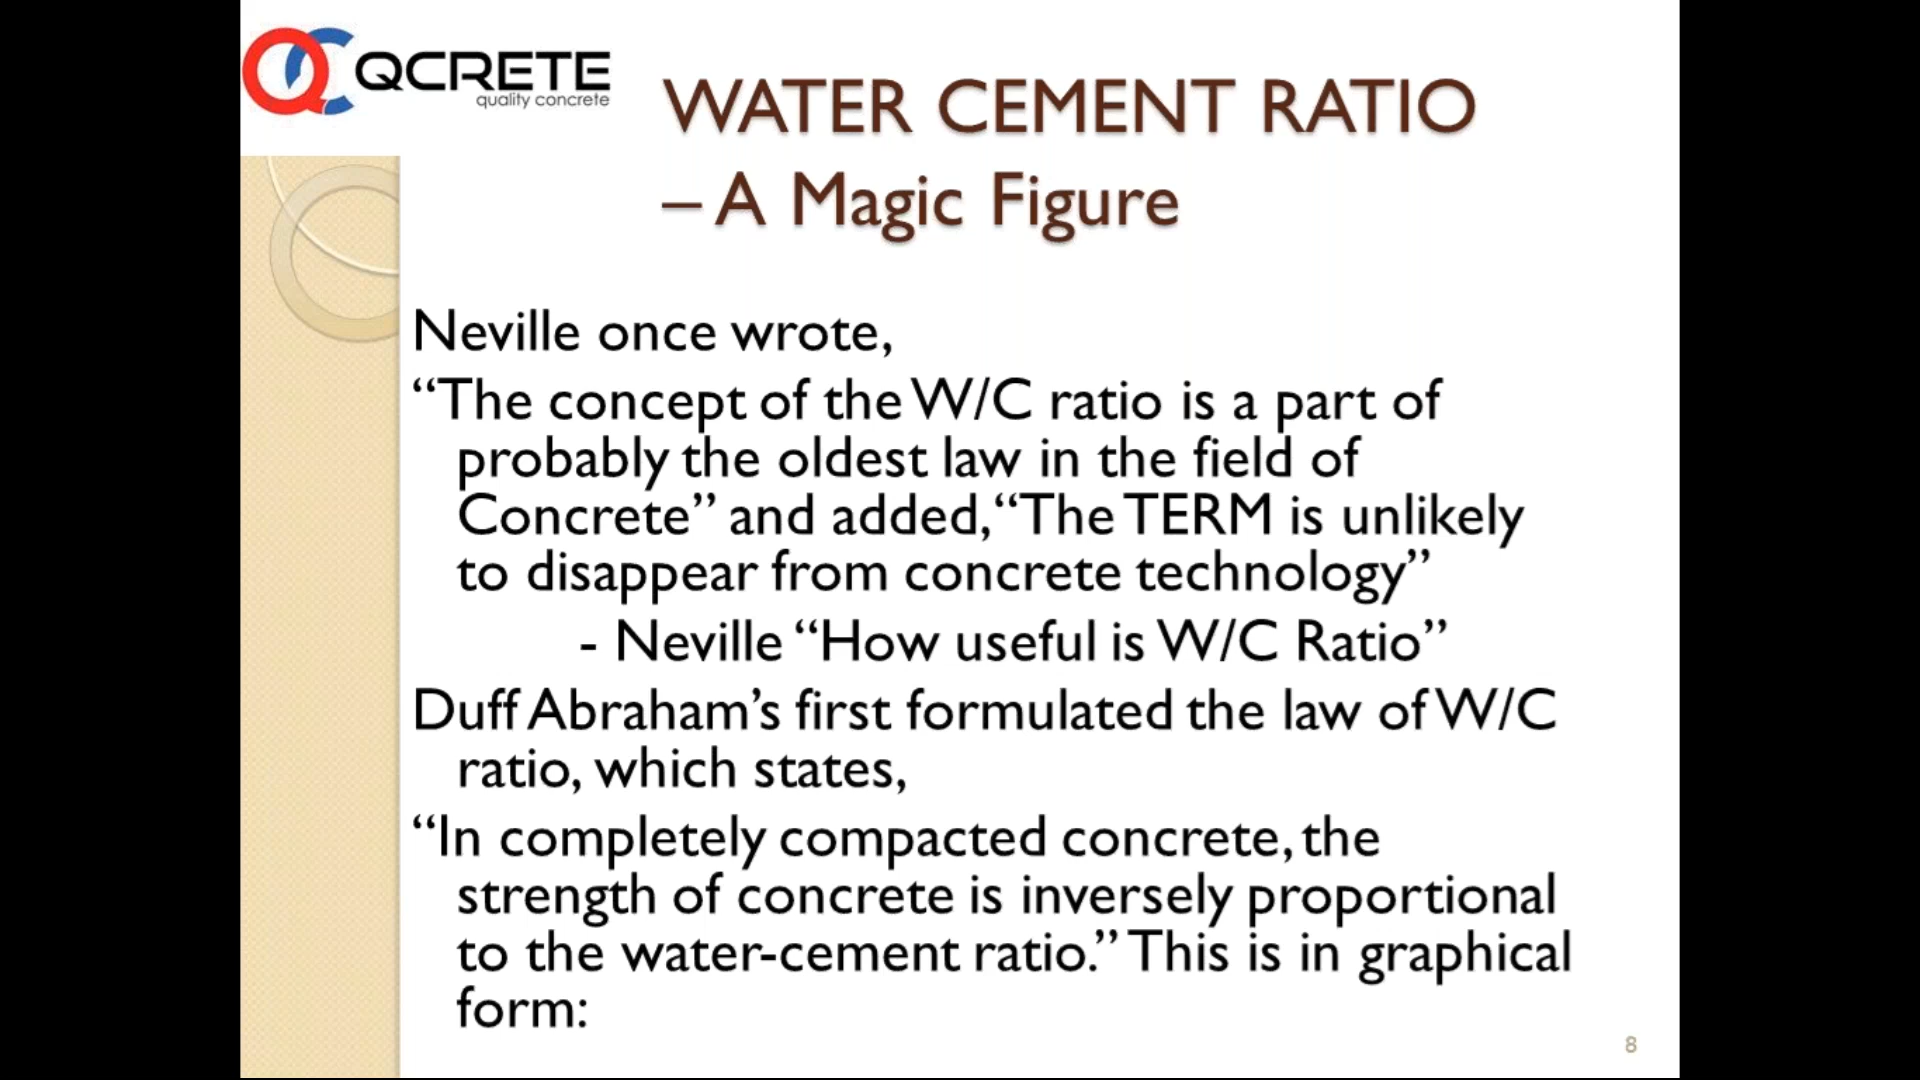 QCRETE
quality concrete
WATER CEMENT RATIO
– A Magic Figure
Neville once wrote,
“The concept of the W/C ratio is a part of
probably the oldest law in the field of
Concrete” and added, “The TERM is unlikely
to disappear from concrete technology”
- Neville “How useful is W/C Ratio”
Duff Abraham’s first formulated the law of W/C
ratio, which states,
“In completely compacted concrete, the
strength of concrete is inversely proportional
to the water-cement ratio.” This is in graphical
form:
8